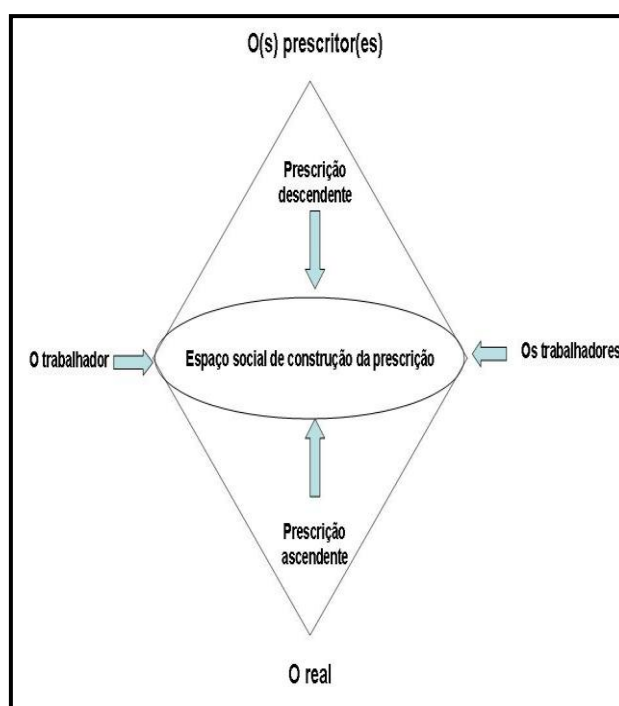 O(s) prescritor(es)
Prescrição
descendente
O trabalhador
Espaço social de construção da prescrição
Os trabalhadores
Prescrição
ascendente
O real